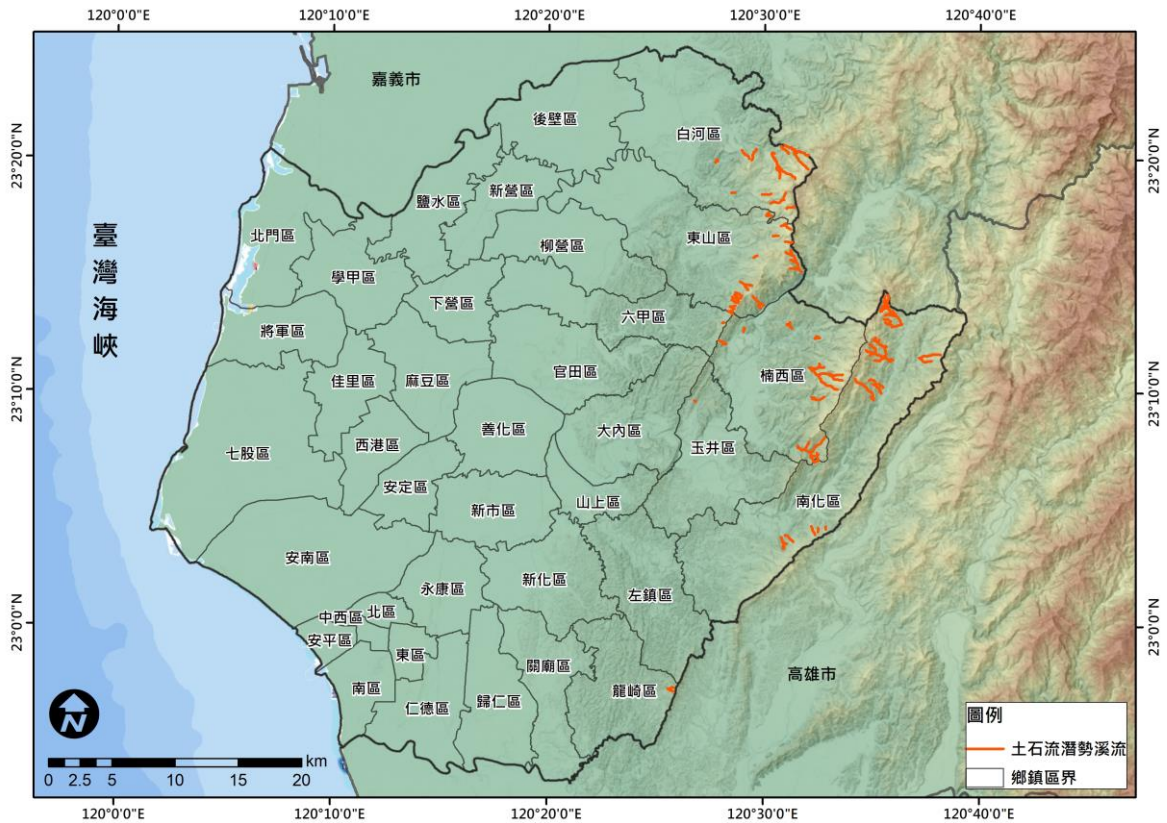 120°0'0"E
120°10'0"E
120°20'0"E
120°30'0"E
120°40'0"E
嘉義市
後壁區
白河區
23°20'0"N
23°20'0"N
新營區
鹽水區
北門區
臺灣海峽
柳營區
東山區
學甲區
下營區
六甲區
將軍區
官田區
楠西區
佳里區
麻豆區
23°10'0"N
23°10'0"N
善化區
大內區
七股區
西港區
玉井區
安定區
南化區
新市區
山上區
安南區
永康區
新化區
左鎮區
中西區
北區
23°0'0"N
23°0'0"N
安平區
東區
關廟區
南區
龍崎區
高雄市
仁德區
歸仁區
N
圖例
土石流潛勢溪流
鄉鎮區界
km
0 2.5 5 10 15 20
120°0'0"E
120°10'0"E
120°20'0"E
120°30'0"E
120°40'0"E